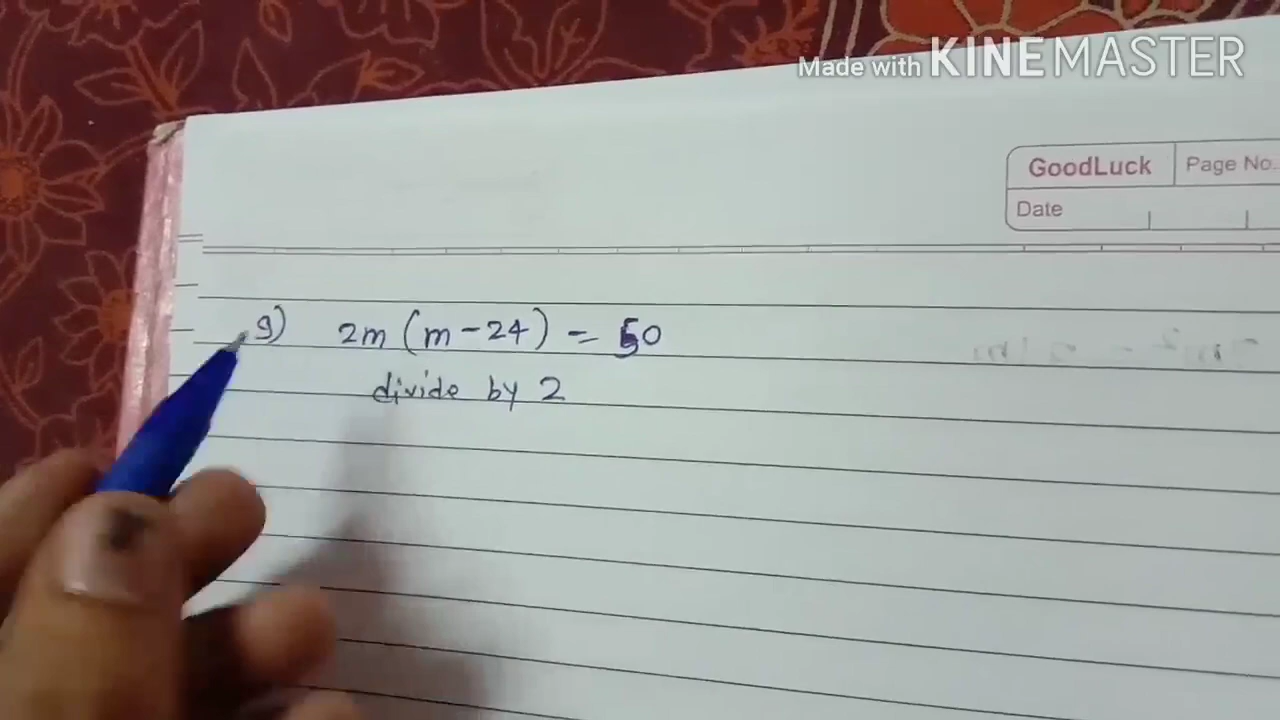 Made with KINEMASTER
GoodLuck
Page No..
Date
9) 2m (m - 24) = 50
divide by 2